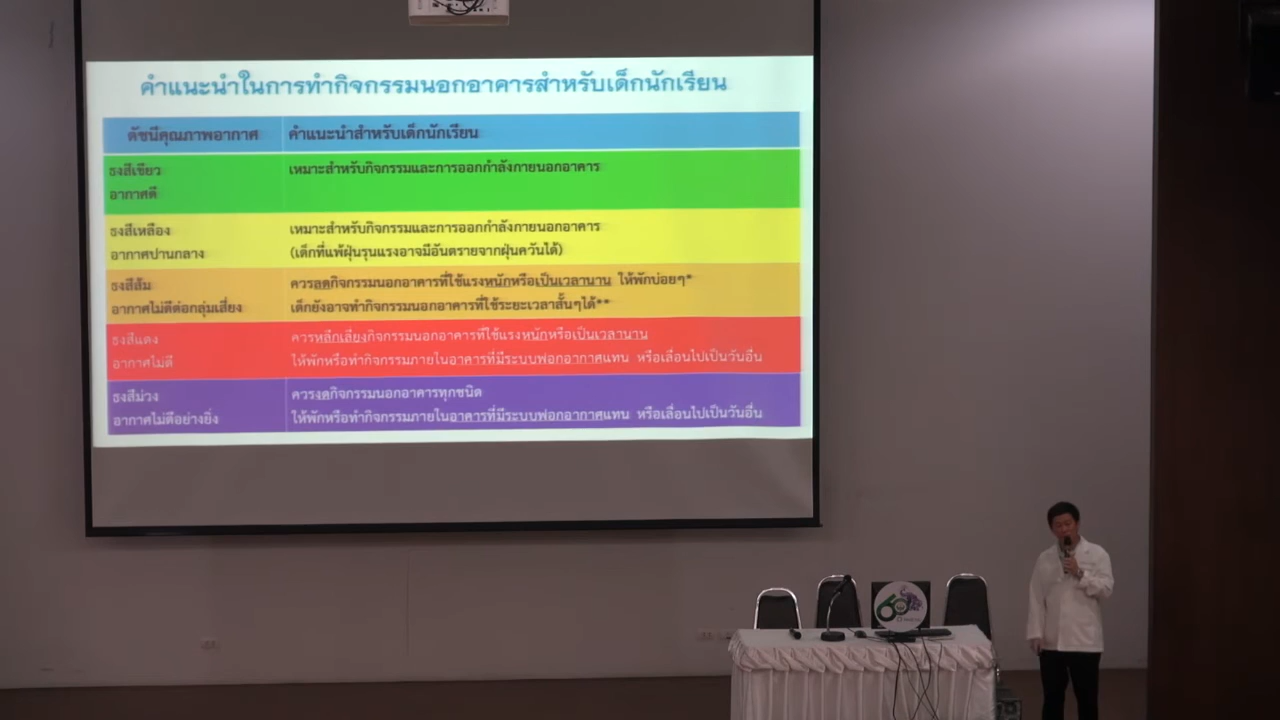 คำแนะนำในการทำกิจกรรมนอกอาคารสำหรับเด็กนักเรียน
ดัชนีคุณภาพอากาศ คำแนะนำสำหรับเด็กนักเรียน
ธงสีเขียว เหมาะสำหรับกิจกรรมและการออกกำลังกายนอกอาคาร
อากาศดี
ธงสีเหลือง เหมาะสำหรับกิจกรรมและการออกกำลังกายนอกอาคาร
อากาศปานกลาง (เด็กที่แพ้ฝุ่นรุนแรงอาจมีอันตรายจากฝุ่นควันได้)
ธงสีส้ม ควรลดกิจกรรมนอกอาคารที่ใช้แรงหนักหรือเป็นเวลานาน ให้พักบ่อยๆ*
อากาศไม่ดีต่อกลุ่มเสี่ยง เด็กยังอาจทำกิจกรรมนอกอาคารที่ใช้ระยะเวลาสั้นๆได้**
ธงสีแดง ควรหลีกเลี่ยงกิจกรรมนอกอาคารที่ใช้แรงหนักหรือเป็นเวลานาน
อากาศไม่ดี ให้พักหรือทำกิจกรรมภายในอาคารที่มีระบบฟอกอากาศแทน หรือเลื่อนไปเป็นวันอื่น
ธงสีม่วง ควรงดกิจกรรมนอกอาคารทุกชนิด
อากาศไม่ดีอย่างยิ่ง ให้พักหรือทำกิจกรรมภายในอาคารที่มีระบบฟอกอากาศแทน หรือเลื่อนไปเป็นวันอื่น
60